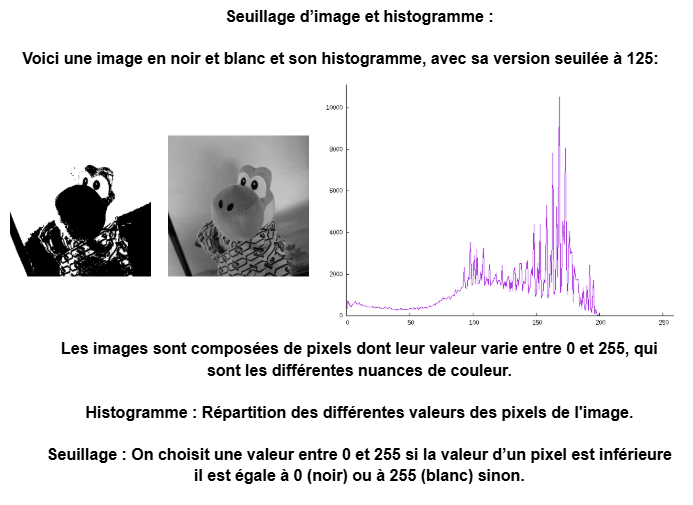 Seuillage d’image et histogramme :
Voici une image en noir et blanc et son histogramme, avec sa version seuilée à 125:
10000
8000
6000
4000
2000
0
0 50 100 150 200 250
Les images sont composées de pixels dont leur valeur varie entre 0 et 255, qui
sont les différentes nuances de couleur.
Histogramme : Répartition des différentes valeurs des pixels de l'image.
Seuillage : On choisit une valeur entre 0 et 255 si la valeur d’un pixel est inférieure
il est égale à 0 (noir) ou à 255 (blanc) sinon.